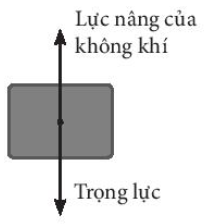 Lực nâng của
không khí
Trọng lực